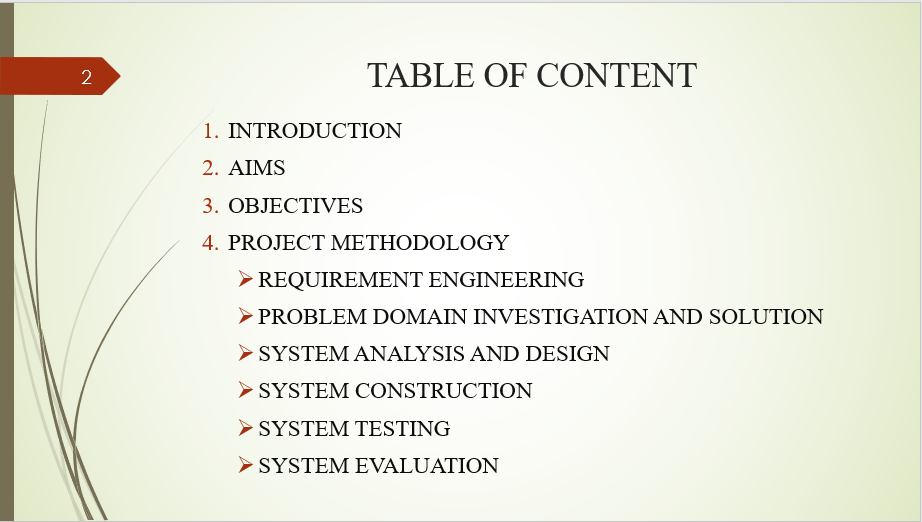 2
TABLE OF CONTENT
1. INTRODUCTION
2. AIMS
3. OBJECTIVES
4. PROJECT METHODOLOGY
➢ REQUIREMENT ENGINEERING
➢ PROBLEM DOMAIN INVESTIGATION AND SOLUTION
➢ SYSTEM ANALYSIS AND DESIGN
➢ SYSTEM CONSTRUCTION
➢ SYSTEM TESTING
➢ SYSTEM EVALUATION